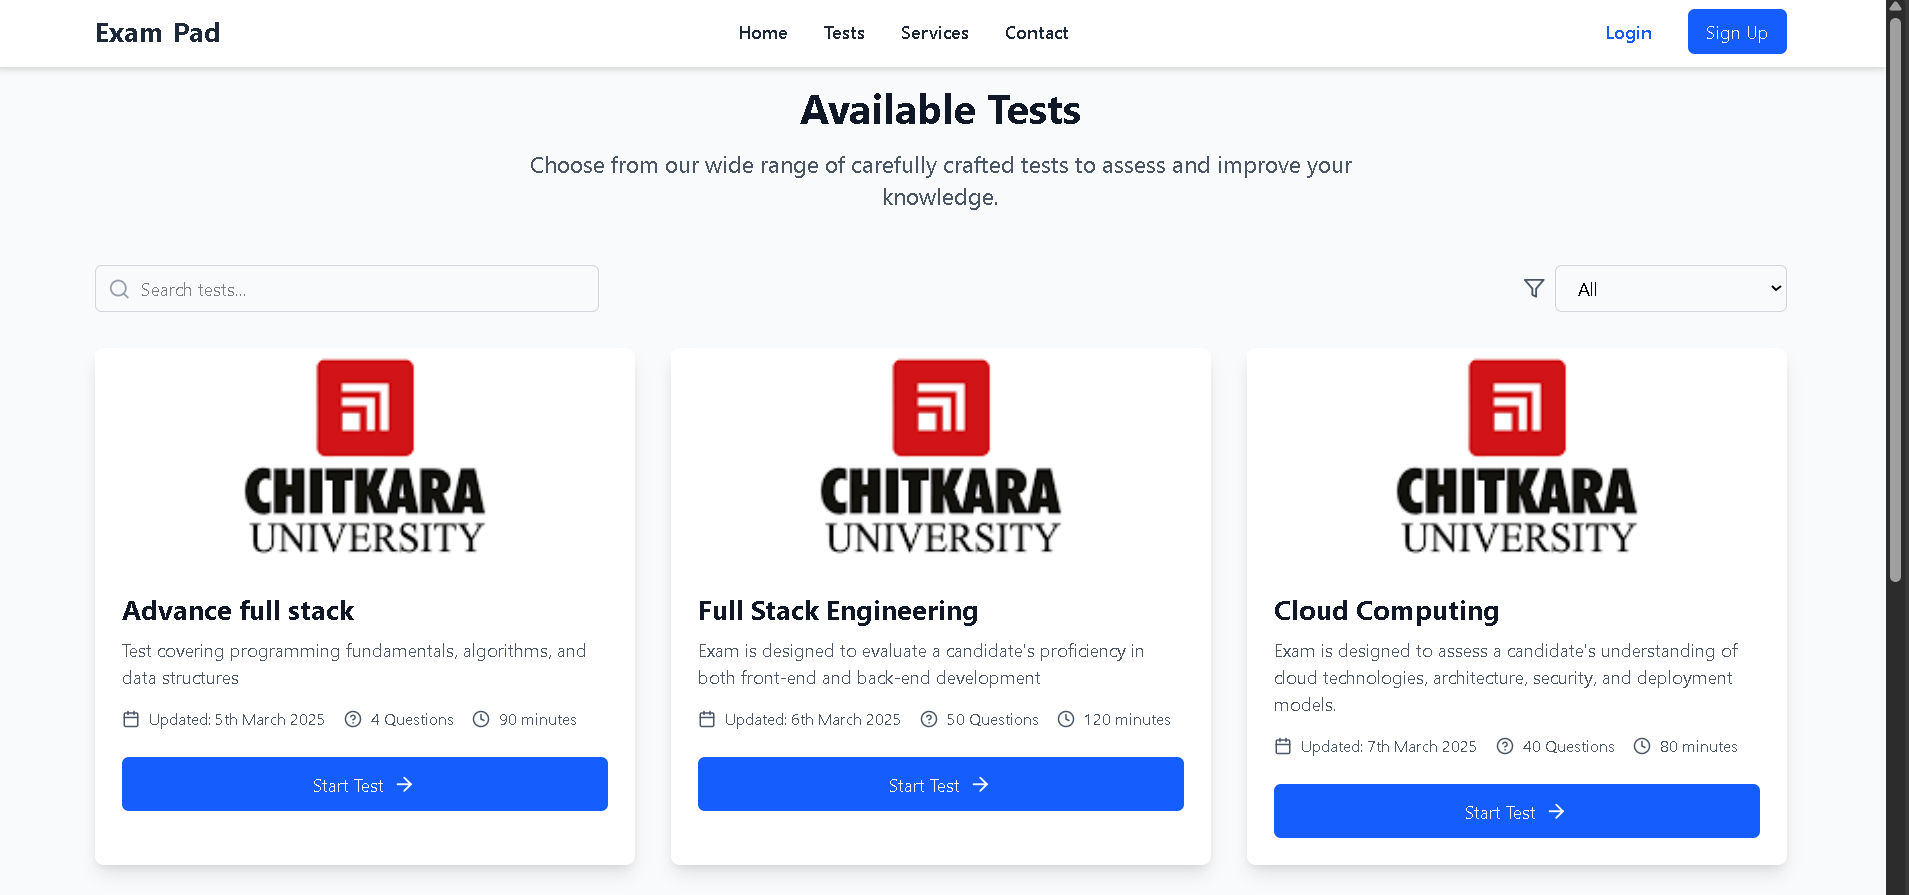 Exam Pad
Home Tests Services Contact
Login Sign Up
Available Tests
Choose from our wide range of carefully crafted tests to assess and improve your
knowledge.
Search tests...
All
CHITKARA
UNIVERSITY
Advance full stack
Test covering programming fundamentals, algorithms, and
data structures
Updated: 5th March 2025 4 Questions 90 minutes
Start Test
CHITKARA
UNIVERSITY
Full Stack Engineering
Exam is designed to evaluate a candidate's proficiency in
both front-end and back-end development
Updated: 6th March 2025 50 Questions 120 minutes
Start Test
CHITKARA
UNIVERSITY
Cloud Computing
Exam is designed to assess a candidate's understanding of
cloud technologies, architecture, security, and deployment
models.
Updated: 7th March 2025 40 Questions 80 minutes
Start Test